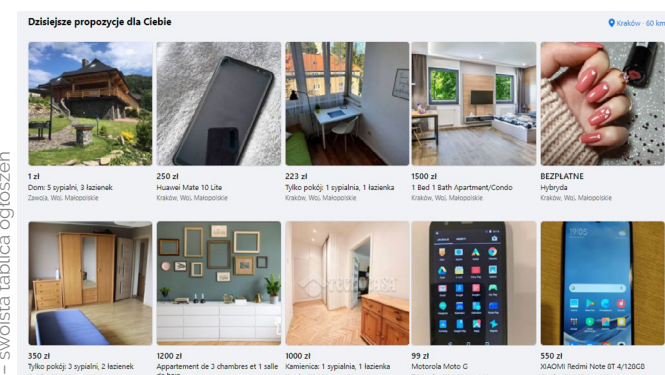 Dzisiejsze propozycje dla Ciebie
Kraków · 60 km
– swoista tablica ogłoszeń
1 zł
Dom: 5 sypialni, 3 łazienek
Zawoja, Woj. Małopolskie
250 zł
Huawei Mate 10 Lite
Kraków, Woj. Małopolskie
223 zł
Tylko pokój: 1 sypialnia, 1 łazienka
Kraków, Woj. Małopolskie
1500 zł
1 Bed 1 Bath Apartment/Condo
Kraków, Woj. Małopolskie
BEZPŁATNE
Hybryda
Kraków, Woj. Małopolskie
19:05
350 zł
Tylko pokój: 3 sypialni, 2 łazienek
1200 zł
Appartement de 3 chambres et 1 salle
de bain
1000 zł
Kamienica: 1 sypialnia, 1 łazienka
99 zł
Motorola Moto G
550 zł
XIAOMI Redmi Note 8T 4/128GB